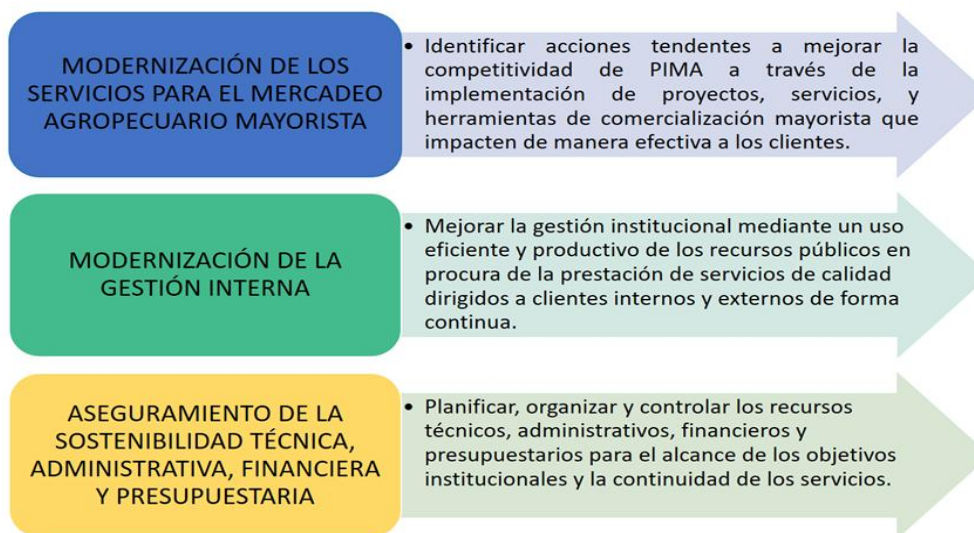 MODERNIZACIÓN DE LOS
SERVICIOS PARA EL MERCADEO
AGROPECUARIO MAYORISTA
• Identificar acciones tendentes a mejorar la
competitividad de PIMA a través de la
implementación de proyectos, servicios, y
herramientas de comercialización mayorista que
impacten de manera efectiva a los clientes.
MODERNIZACIÓN DE LA
GESTIÓN INTERNA
• Mejorar la gestión institucional mediante un uso
eficiente y productivo de los recursos públicos en
procura de la prestación de servicios de calidad
dirigidos a clientes internos y externos de forma
continua.
ASEGURAMIENTO DE LA
SOSTENIBILIDAD TÉCNICA,
ADMINISTRATIVA, FINANCIERA
Y PRESUPUESTARIA
• Planificar, organizar y controlar los recursos
técnicos, administrativos, financieros y
presupuestarios para el alcance de los objetivos
institucionales y la continuidad de los servicios.